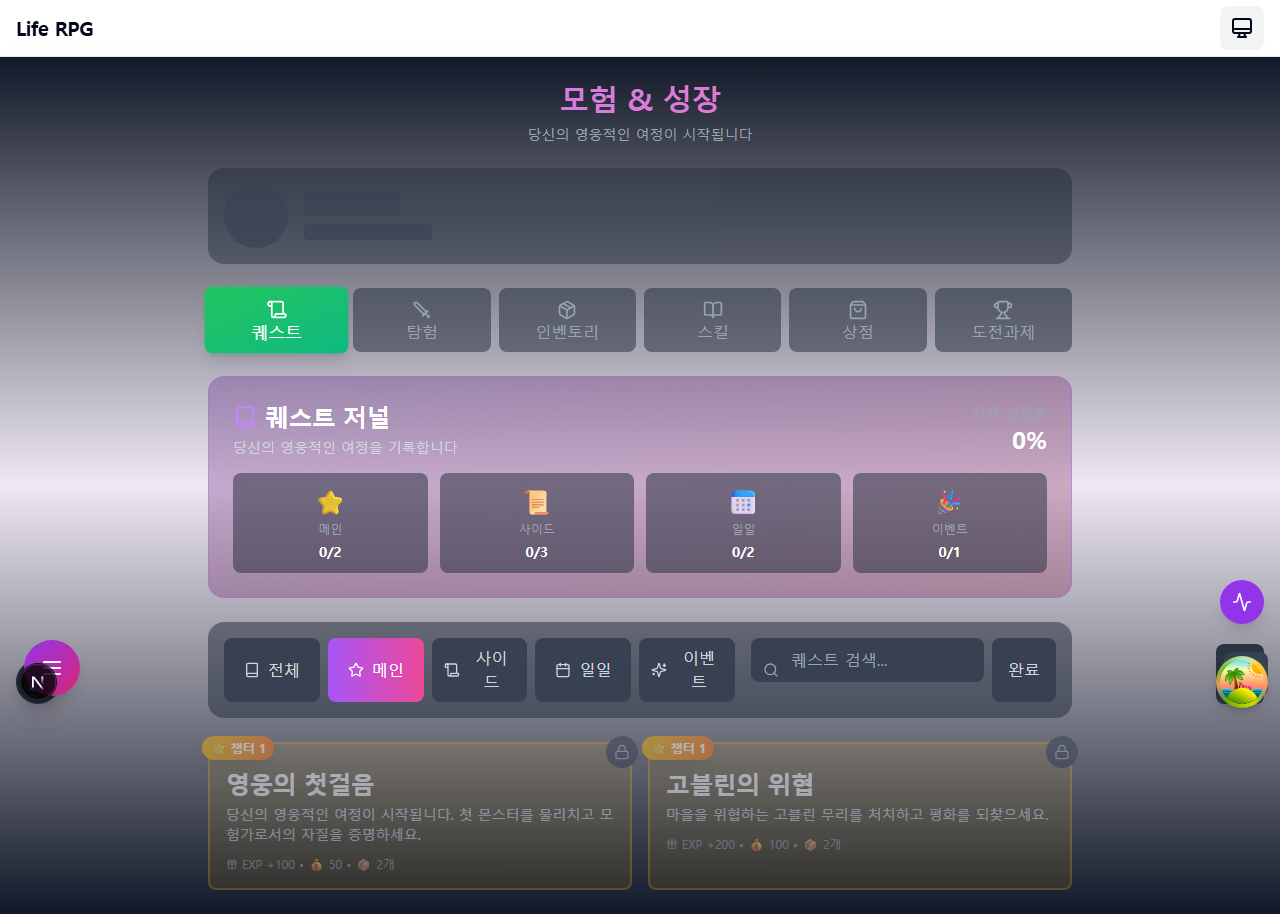 Life RPG
모험 & 성장
당신의 영웅적인 여정이 시작됩니다
퀘스트
탐험
인벤토리
스킬
상점
도전과제
퀘스트 저널
당신의 영웅적인 여정을 기록합니다
0%
메인
0/2
사이드
0/3
일일
0/2
이벤트
0/1
전체
메인
사이
드
일일
이벤
트
퀘스트 검색...
완료
N
챕터 1
영웅의 첫걸음
당신의 영웅적인 여정이 시작됩니다. 첫 몬스터를 물리치고 모
험가로서의 자질을 증명하세요.
EXP +100 • 50 • 2개
챕터 1
고블린의 위협
마을을 위협하는 고블린 무리를 처치하고 평화를 되찾으세요.
EXP +200 • 100 • 2개